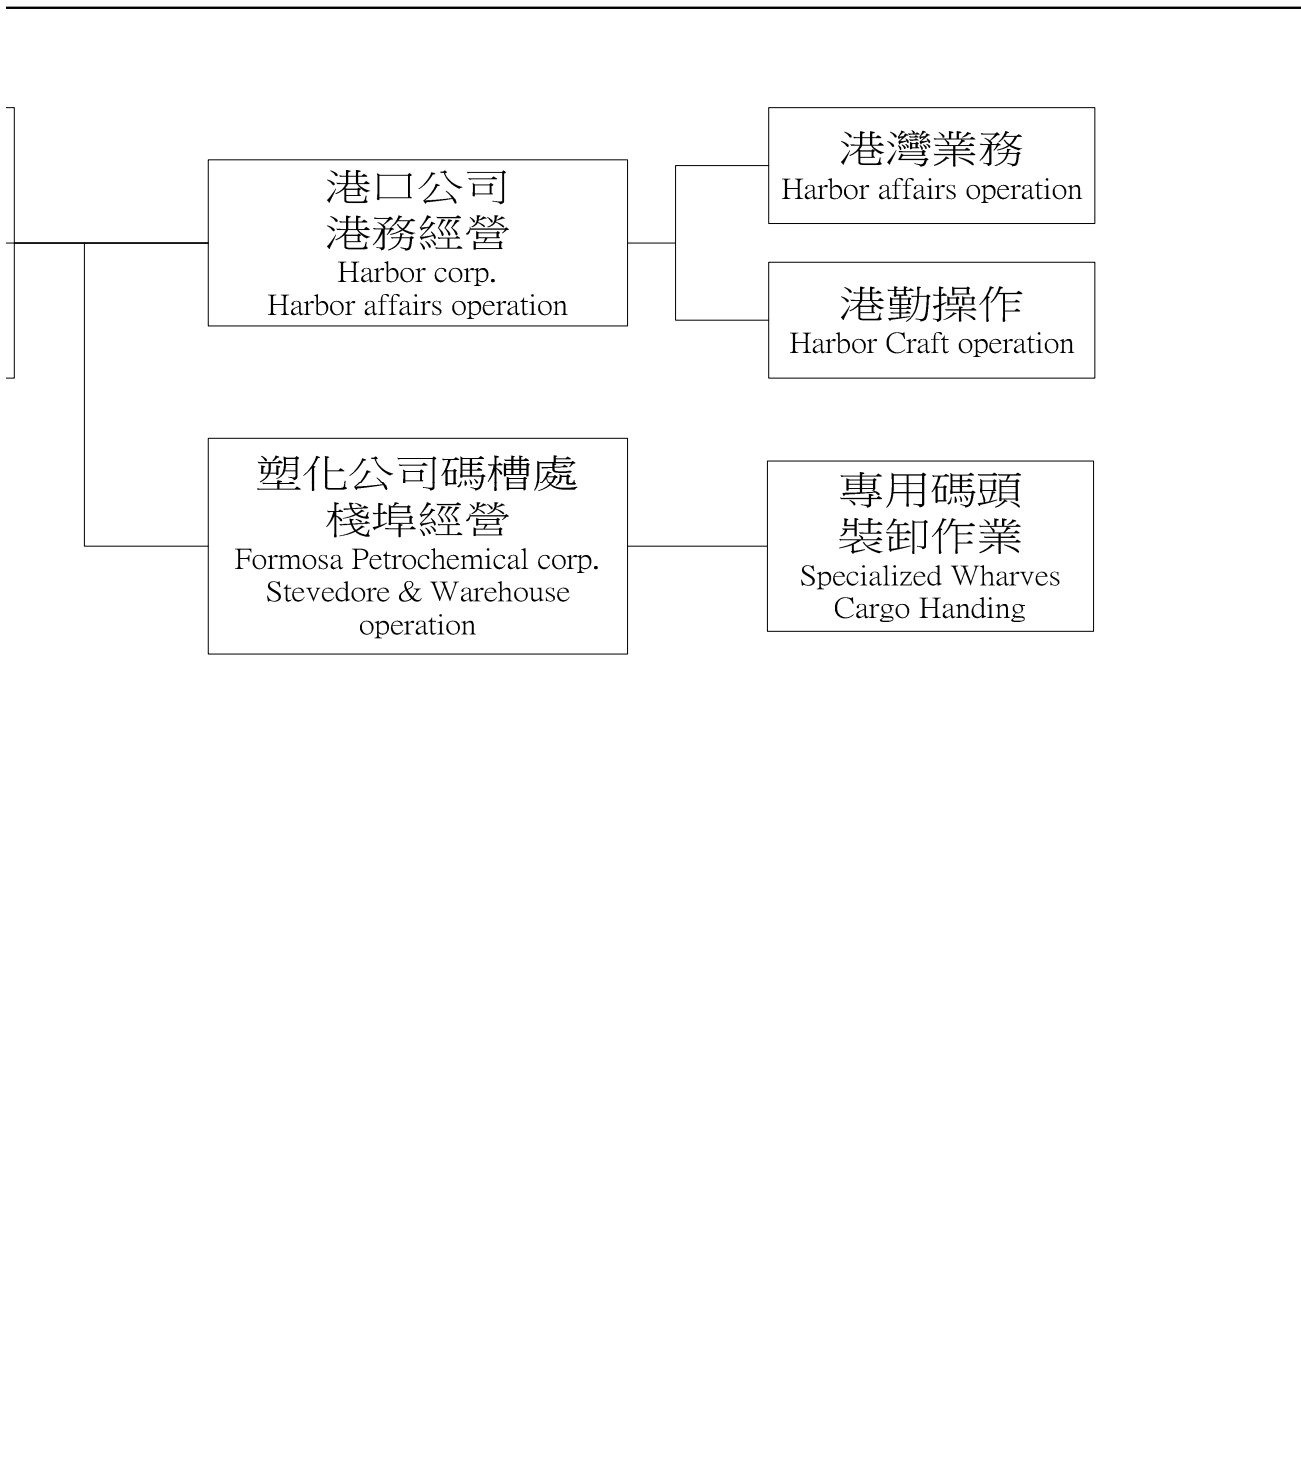 港口公司
港務經營
Harbor corp.
Harbor affairs operation
港灣業務
Harbor affairs operation
港勤操作
Harbor Craft operation
塑化公司碼槽處
棧埠經營
Formosa Petrochemical corp.
Stevedore & Warehouse
operation
專用碼頭
裝卸作業
Specialized Wharves
Cargo Handing